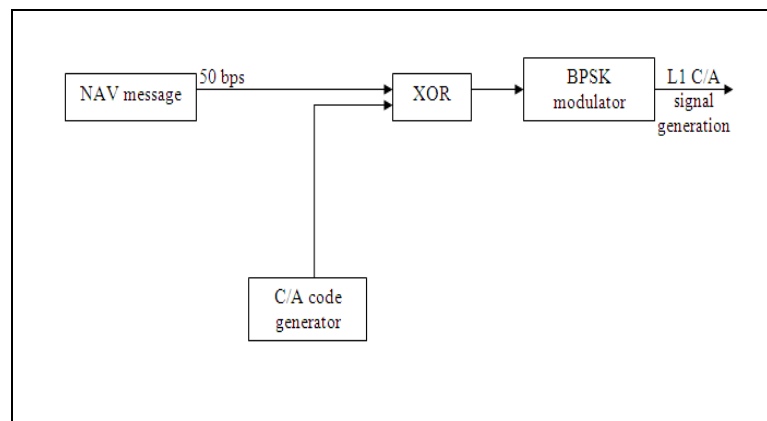 50 bps
NAV message
XOR
BPSK
modulator
L1 C/A
signal
generation
C/A code
generator